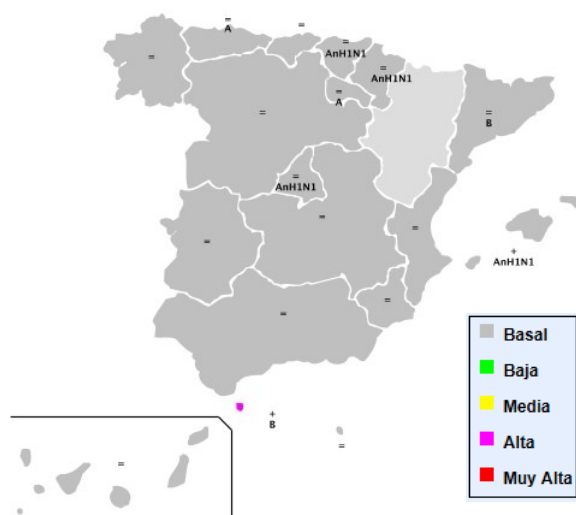 =
=
A
=
=
AnH1N1
=
AnH1N1
=
A
=
=
B
=
AnH1N1
=
=
=
+
AnH1N1
=
=
=
+
B
=
Basal
Baja
Media
Alta
Muy Alta